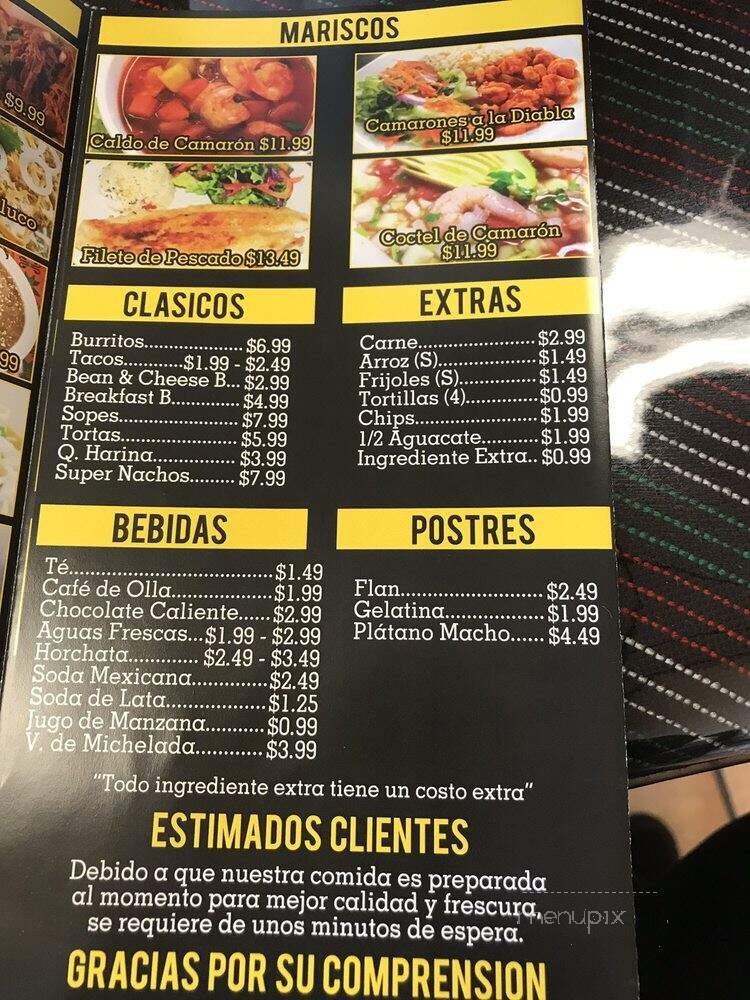 $9.99
luco
99
MARISCOS
Caldo de Camarón $11.99
Camarones a la Diabla
$11.99
Filete de Pescado $13.49
Coctel de Camarón
$11.99
CLASICOS
Burritos.................. $6.99
Tacos...........$1.99 - $2.49
Bean & Cheese B... $2.99
Breakfast B............ $4.99
Sopes..................... $7.99
Tortas..................... $5.99
Q. Harina............... $3.99
Super Nachos......... $7.99
EXTRAS
Carne...................... $2.99
Arroz (S).................. $1.49
Frijoles (S)............... $1.49
Tortillas (4)............. $0.99
Chips....................... $1.99
1/2 Aguacate.......... $1.99
Ingrediente Extra.. $0.99
BEBIDAS
Té.....................................$1.49
Café de Olla...................$1.99
Chocolate Caliente......$2.99
Aguas Frescas...$1.99 - $2.99
Horchata............. $2.49 - $3.49
Soda Mexicana..............$2.49
Soda de Lata...................$1.25
Jugo de Manzana...........$0.99
V. de Michelada............$3.99
POSTRES
Flan.......................... $2.49
Gelatina.................. $1.99
Plátano Macho...... $4.49
"Todo ingrediente extra tiene un costo extra"
ESTIMADOS CLIENTES
Debido a que nuestra comida es preparada
al momento para mejor calidad y frescura,
se requiere de unos minutos de espera.
menupix
GRACIAS POR SU COMPRENSION